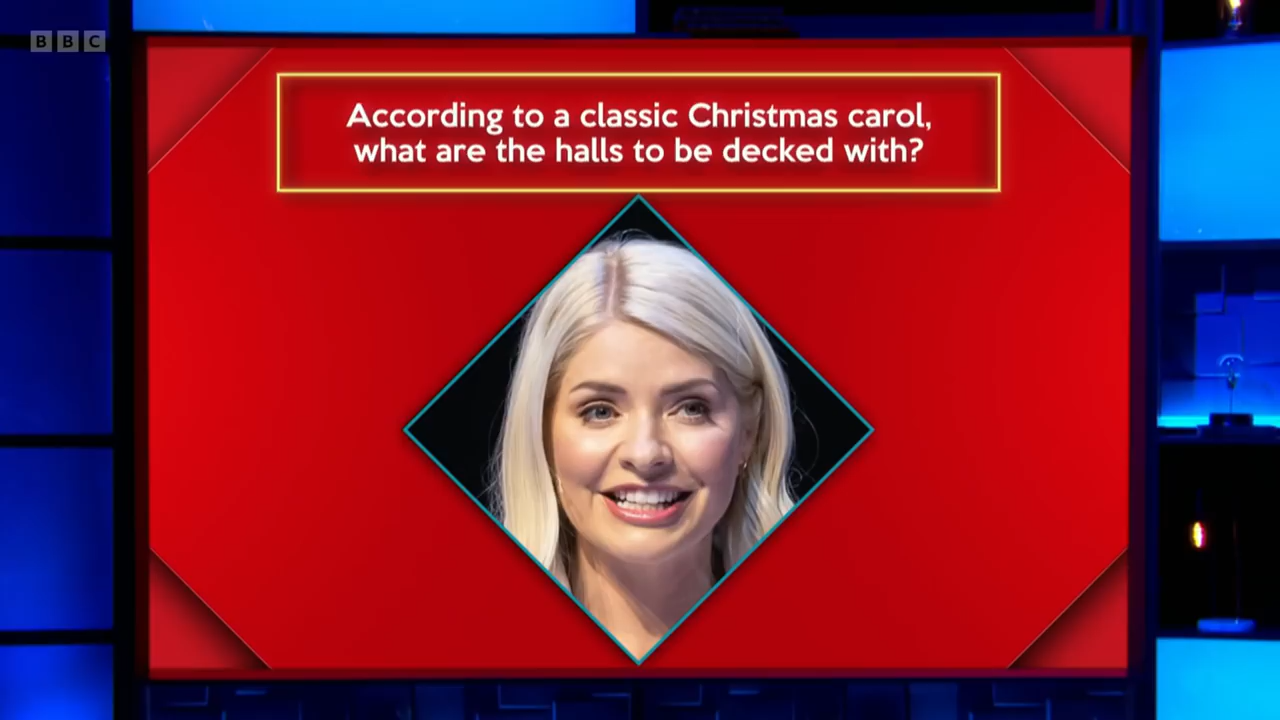 BBC
According to a classic Christmas carol,
what are the halls to be decked with?